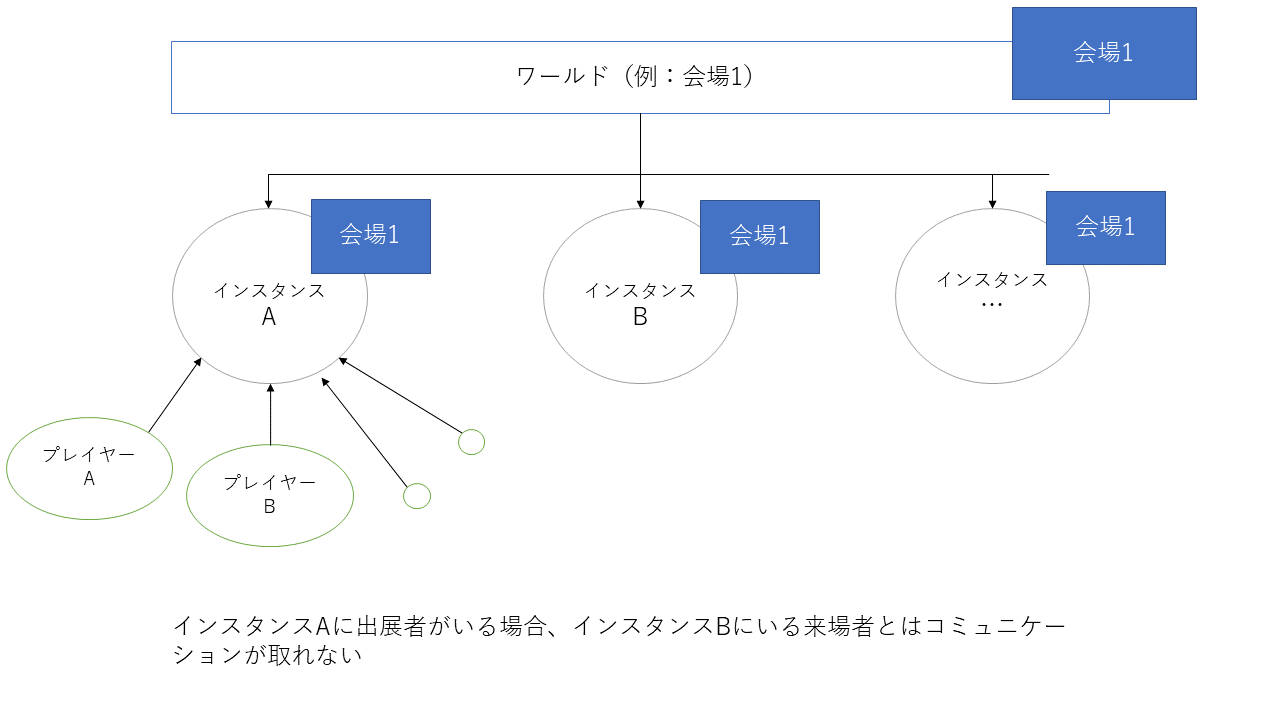 会場1
ワールド（例：会場1）
会場1
会場1
会場1
インスタンス
A
インスタンス
B
インスタンス
…
プレイヤー
A
プレイヤー
B
インスタンスAに出展者がいる場合、インスタンスBにいる来場者とはコミュニケー
ションが取れない